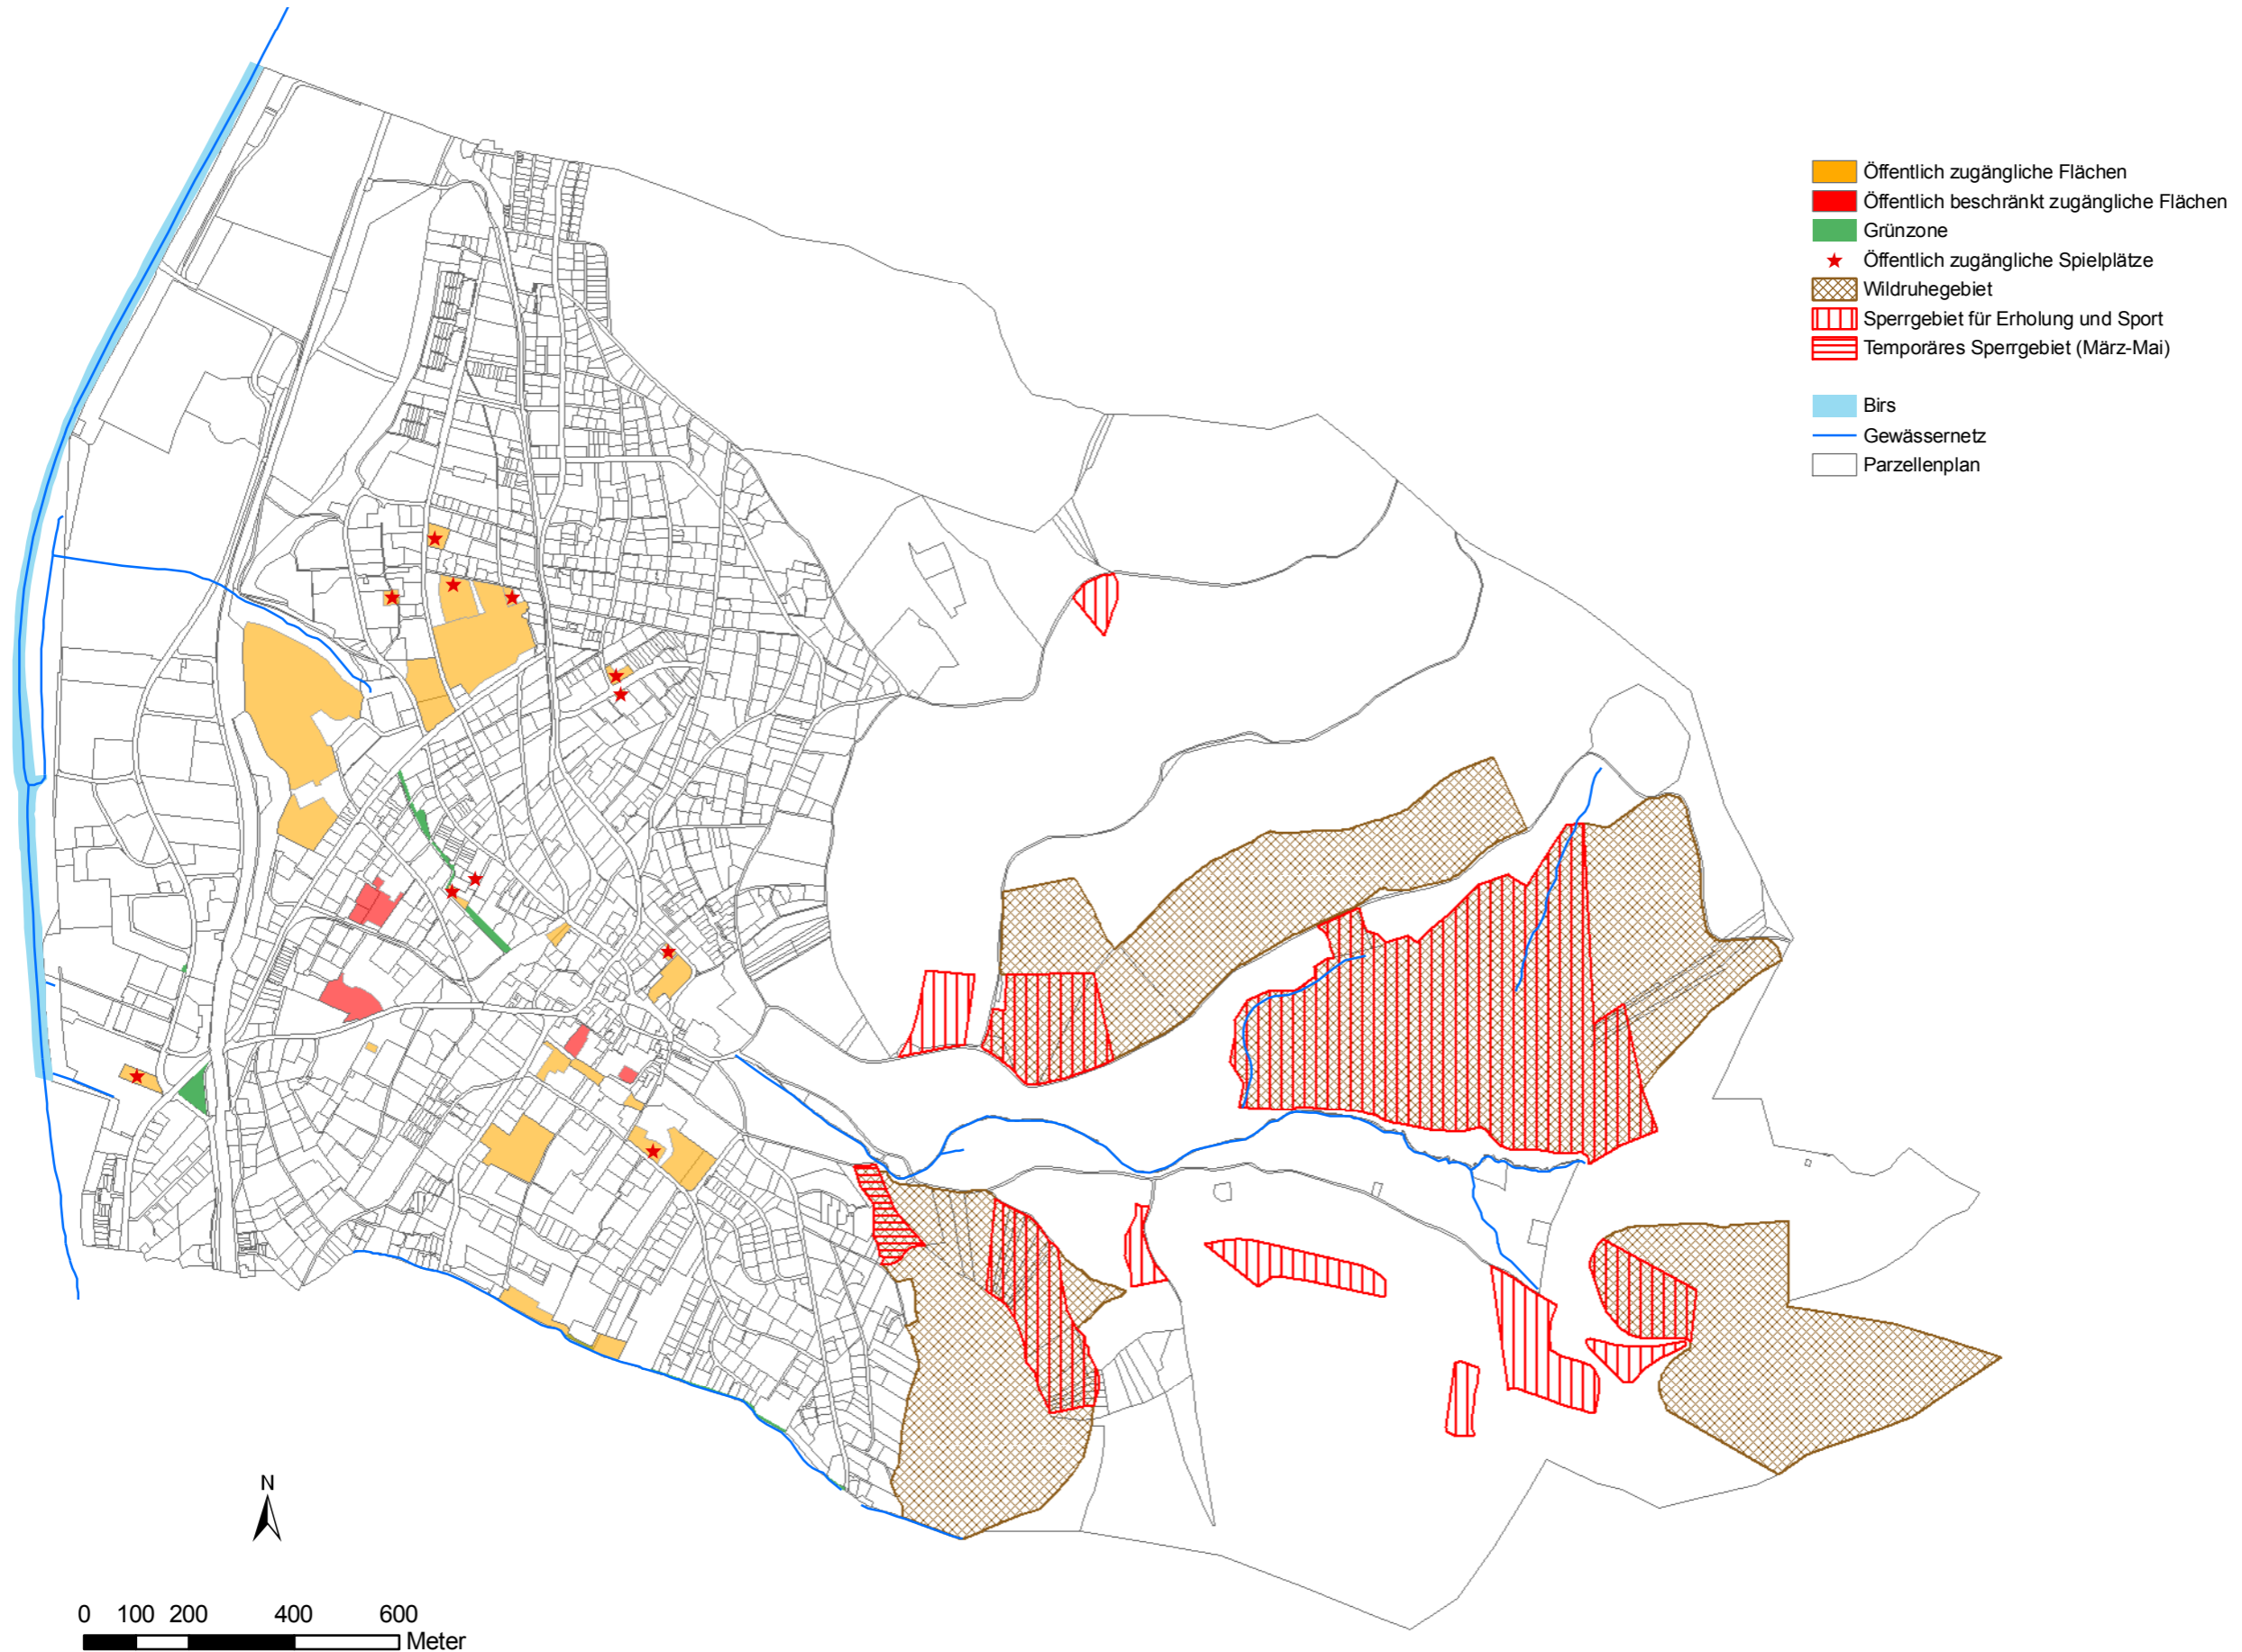 Öffentlich zugängliche Flächen
Öffentlich beschränkt zugängliche Flächen
Grünzone
Öffentlich zugängliche Spielplätze
Wildruhegebiet
Sperrgebiet für Erholung und Sport
Temporäres Sperrgebiet (März-Mai)
Birs
Gewässernetz
Parzellenplan
N
0 100 200 400 600
Meter